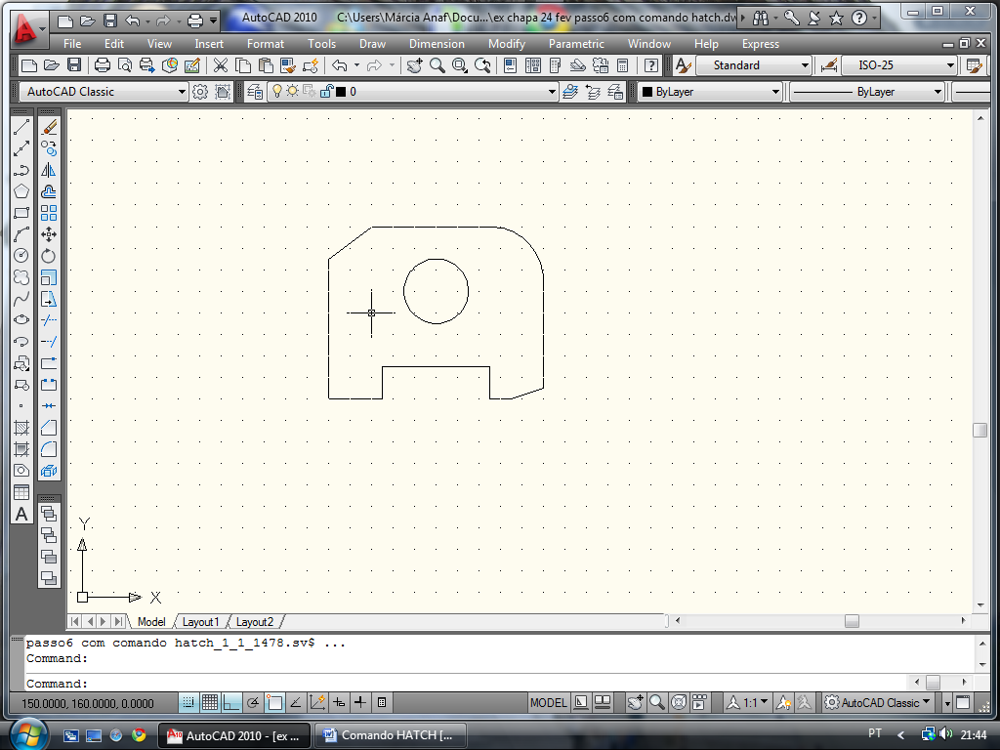 AutoCAD 2010 C:\Users\Márcia Anaf\Docu...\ex chapa 24 fev passo6 com comando hatch.dw
File Edit View Insert Format Tools Draw Dimension Modify Parametric Window Help Express
Standard ISO-25
AutoCAD Classic 0 ByLayer ByLayer
A
Y
X
Model Layout1 Layout2
passo6 com comando hatch_1_1_1478.sv$ ...
Command:
Command:
150.0000, 160.0000, 0.0000 MODEL 1:1 AutoCAD Classic
AutoCAD 2010 - [ex ... Comando HATCH [... PT < 21:44